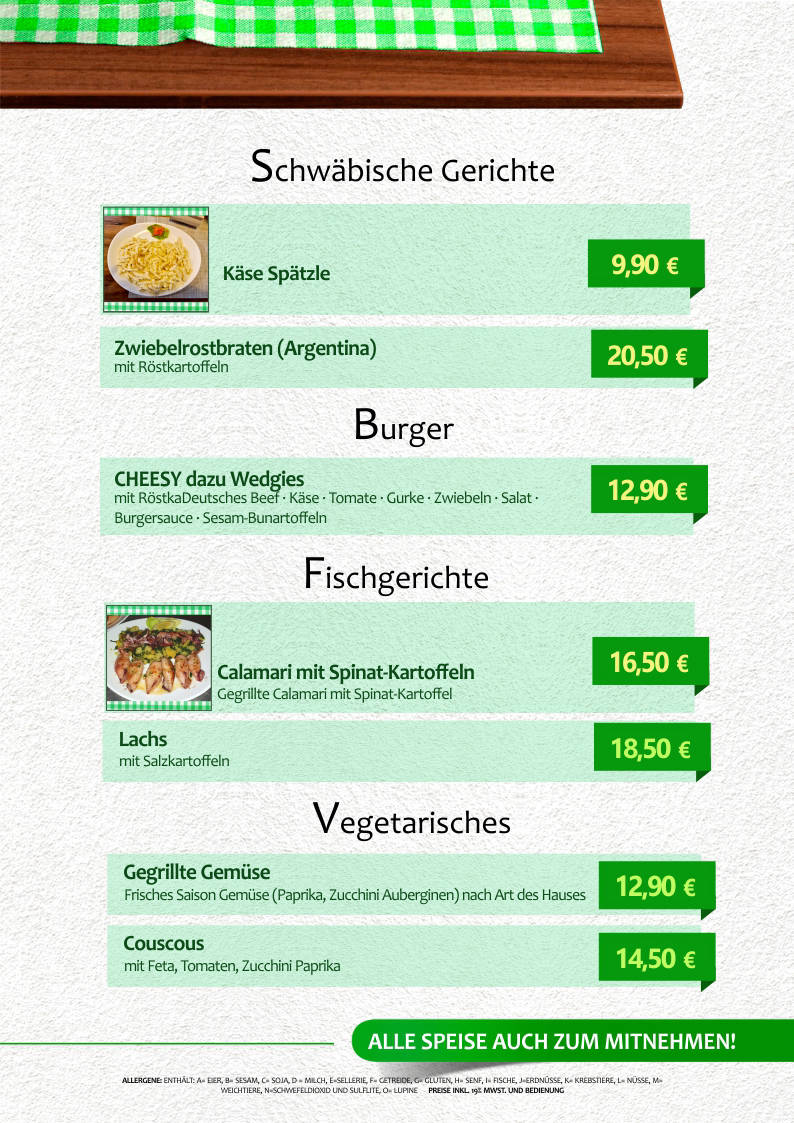 Schwäbische Gerichte
Käse Spätzle
9,90 €
Zwiebelrostbraten (Argentina)
mit Röstkartoffeln
20,50 €
Burger
CHEESY dazu Wedgies
mit RöstkaDeutsches Beef · Käse · Tomate · Gurke · Zwiebeln · Salat ·
Burgersauce · Sesam-Bunartoffeln
12,90 €
Fischgerichte
Calamari mit Spinat-Kartoffeln
Gegrillte Calamari mit Spinat-Kartoffel
16,50 €
Lachs
mit Salzkartoffeln
18,50 €
Vegetarisches
Gegrillte Gemüse
Frisches Saison Gemüse (Paprika, Zucchini Auberginen) nach Art des Hauses
12,90 €
Couscous
mit Feta, Tomaten, Zucchini Paprika
14,50 €
ALLE SPEISE AUCH ZUM MITNEHMEN!
ALLERGENE: ENTHÄLT: A= EIER, B= SESAM, C= SOJA, D = MILCH, E=SELLERIE, F= GETREIDE, G= GLUTEN, H= SENF, I= FISCHE, J=ERDNÜSSE, K= KREBSTIERE, L= NÜSSE, M=
WEICHTIERE, N=SCHWEFELDIOXID UND SULFLITE, O= LUPINE PREISE INKL. 19% MWST. UND BEDIENUNG